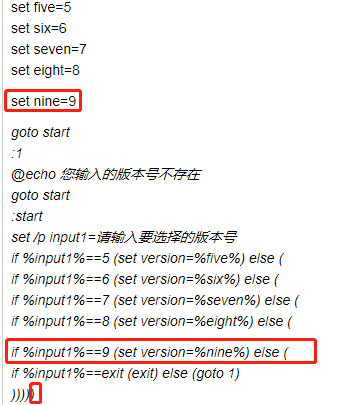 set five=5
set six=6
set seven=7
set eight=8
set nine=9
goto start
:1
@echo 您输入的版本号不存在
goto start
:start
set /p input1=请输入要选择的版本号
if %input1%==5 (set version=%five%) else (
if %input1%==6 (set version=%six%) else (
if %input1%==7 (set version=%seven%) else (
if %input1%==8 (set version=%eight%) else (
if %input1%==9 (set version=%nine%) else (
if %input1%==exit (exit) else (goto 1)
)))))